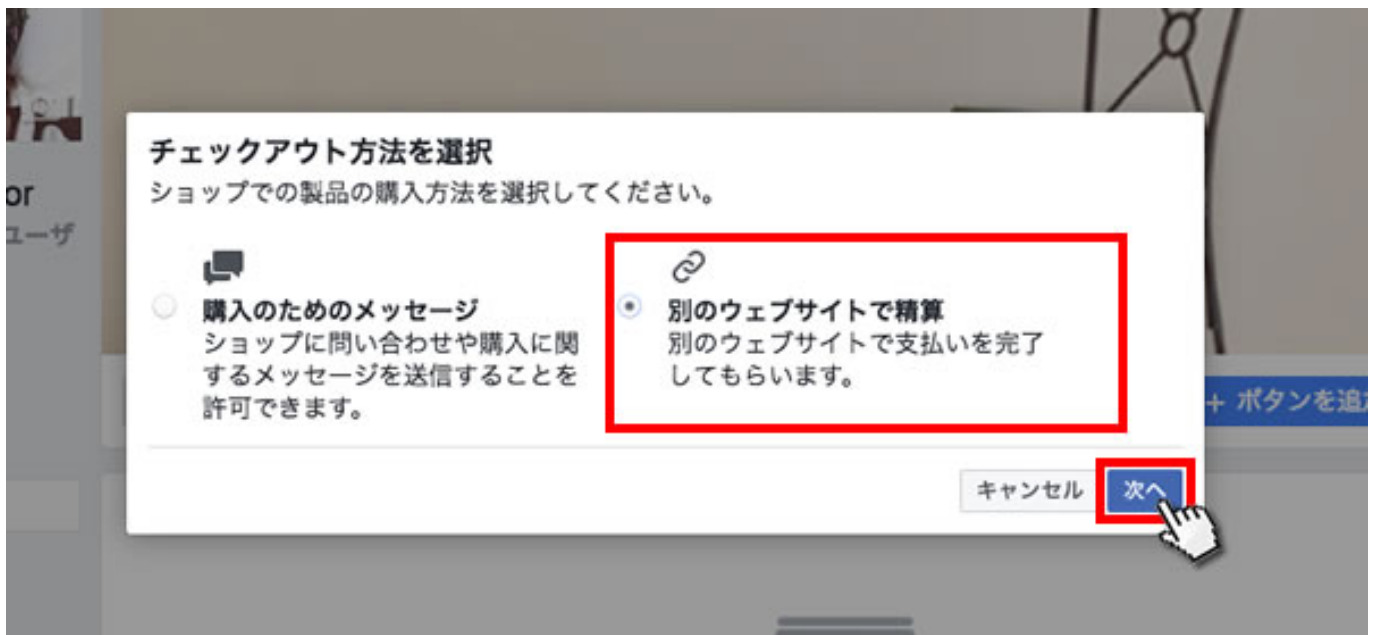 チェックアウト方法を選択
ショップでの製品の購入方法を選択してください。
or
ユーザ
購入のためのメッセージ
ショップに問い合わせや購入に関
するメッセージを送信することを
許可できます。
別のウェブサイトで精算
別のウェブサイトで支払いを完了
してもらいます。
+ ボタンを追
キャンセル
次へ